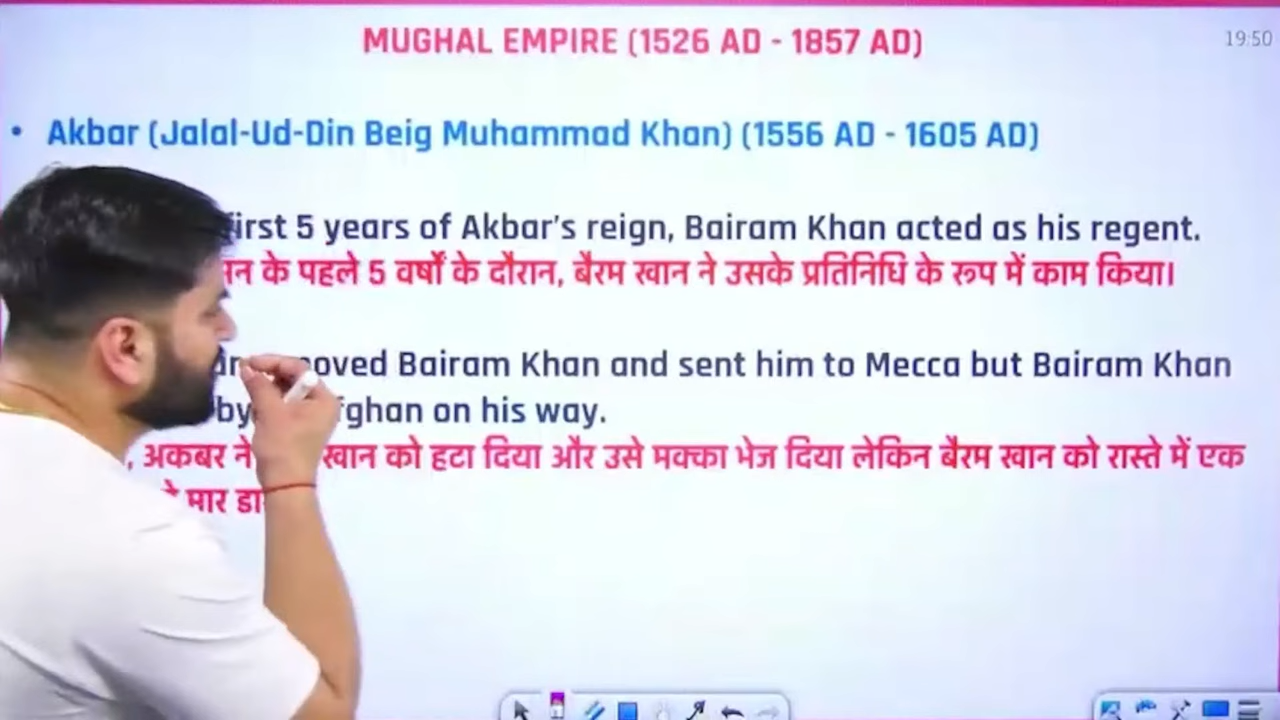 MUGHAL EMPIRE (1526 AD - 1857 AD)
19:50
• Akbar (Jalal-Ud-Din Beig Muhammad Khan) (1556 AD - 1605 AD)
first 5 years of Akbar's reign, Bairam Khan acted as his regent.
के पहले 5 वर्षों के दौरान, बैरम खान ने उसके प्रतिनिधि के रूप में काम किया।
Bairam Khan and sent him to Mecca but Bairam Khan
by on his way.
, अकबर ने खान को हटा दिया और उसे मक्का भेज दिया लेकिन बैरम खान को रास्ते में एक
मार